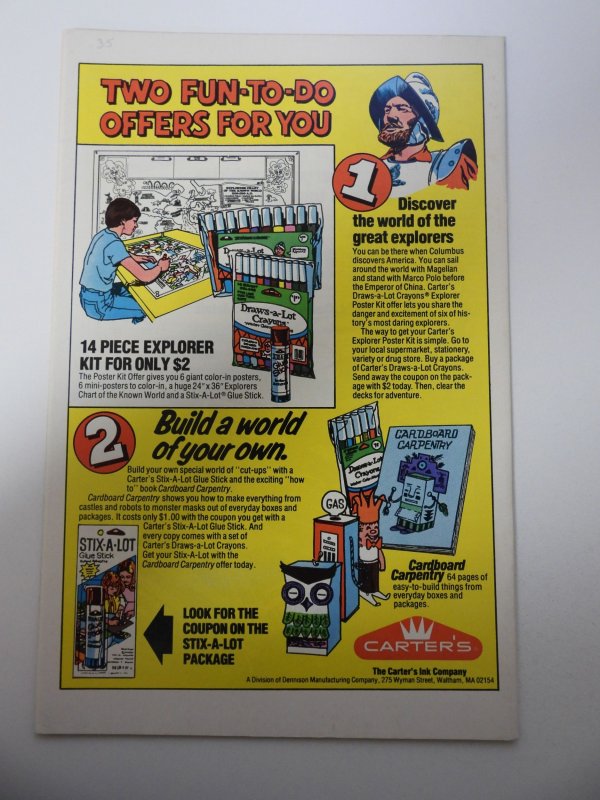 35
TWO FUN-TO-DO
OFFERS FOR YOU
1
Discover
the world of the
great explorers
You can be there when Columbus
discovers America. You can sail
around the world with Magellan
and stand with Marco Polo before
the Emperor of China. Carter's
Draws-a-Lot Crayons® Explorer
Poster Kit offer lets you share the
danger and excitement of six of his-
tory's most daring explorers.
The way to get your Carter's
Explorer Poster Kit is simple. Go to
your local supermarket, stationery,
variety or drug store. Buy a package
of Carter's Draws-a-Lot Crayons.
Send away the coupon on the pack-
age with $2 today. Then, clear the
decks for adventure.
Draws-a-Lot
Crayons
14 PIECE EXPLORER
KIT FOR ONLY $2
The Poster Kit Offer gives you 6 giant color-in posters,
6 mini-posters to color-in, a huge 24" x 36" Explorers
Chart of the Known World and a Stix-A-Lot® Glue Stick.
2
Build a world
of your own.
Build your own special world of "cut-ups" with a
Carter's Stix-A-Lot Glue Stick and the exciting "how
to" book Cardboard Carpentry.
Cardboard Carpentry shows you how to make everything from
castles and robots to monster masks out of everyday boxes and
packages. It costs only $1.00 with the coupon you get with a
Carter's Stix-A-Lot Glue Stick. And
every copy comes with a set of
Carter's Draws-a-Lot Crayons.
Get your Stix-A-Lot with the
Cardboard Carpentry offer today.
STIX-A-LOT
Glue Stick
LOOK FOR THE
COUPON ON THE
STIX-A-LOT
PACKAGE
Draws-a-Lot
Crayons
GAS
CARDBOARD
CARPENTRY
Cardboard
Carpentry 64 pages of
easy-to-build things from
everyday boxes and
packages.
CARTER'S
The Carter's Ink Company
A Division of Dennison Manufacturing Company, 275 Wyman Street, Waltham, MA 02154